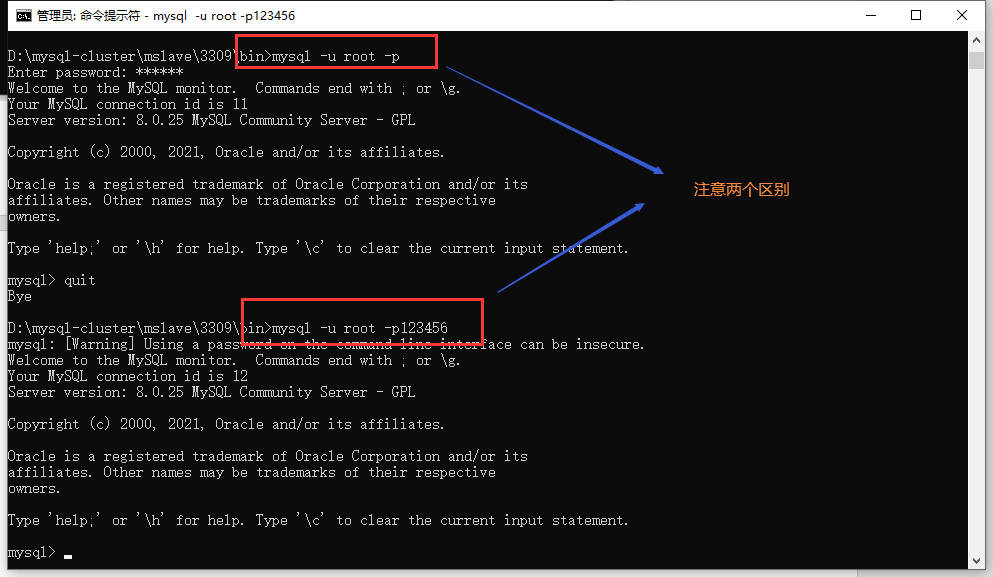 管理员: 命令提示符 - mysql  -u root -p123456
D:\mysql-cluster\mslave\3309\bin>mysql -u root -p
Enter password: ******
Welcome to the MySQL monitor.  Commands end with ; or \g.
Your MySQL connection id is 11
Server version: 8.0.25 MySQL Community Server - GPL
Copyright (c) 2000, 2021, Oracle and/or its affiliates.
Oracle is a registered trademark of Oracle Corporation and/or its
affiliates. Other names may be trademarks of their respective
owners.
Type 'help;' or '\h' for help. Type '\c' to clear the current input statement.
注意两个区别
mysql> quit
Bye
D:\mysql-cluster\mslave\3309\bin>mysql -u root -p123456
mysql: [Warning] Using a password on the command line interface can be insecure.
Welcome to the MySQL monitor.  Commands end with ; or \g.
Your MySQL connection id is 12
Server version: 8.0.25 MySQL Community Server - GPL
Copyright (c) 2000, 2021, Oracle and/or its affiliates.
Oracle is a registered trademark of Oracle Corporation and/or its
affiliates. Other names may be trademarks of their respective
owners.
Type 'help;' or '\h' for help. Type '\c' to clear the current input statement.
mysql>